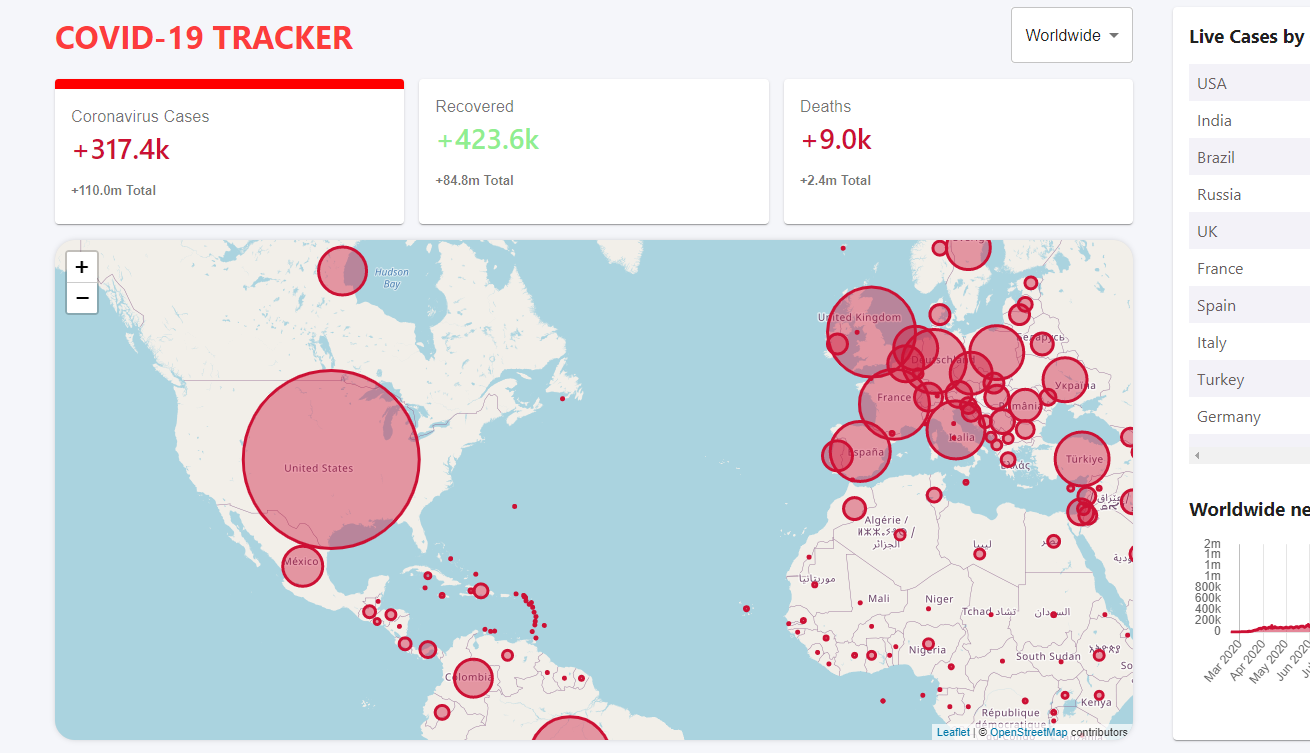 COVID-19 TRACKER
Worldwide
Coronavirus Cases
+317.4k
+110.0m Total
Recovered
+423.6k
+84.8m Total
Deaths
+9.0k
+2.4m Total
+
−
Hudson
Bay
United States
México
Colombia
United Kingdom
Deutschland
France
España
Italia
Беларусь
Україна
România
Ελλάς
Türkiye
Algérie /
الجزائر
ليبيا
مصر
موريتانيا
Mali
Niger
Tchad تشاد
السودان
Nigeria
South Sudan
Kenya
République
démocratique
Leaflet | © OpenStreetMap contributors
Live Cases by
USA
India
Brazil
Russia
UK
France
Spain
Italy
Turkey
Germany
Worldwide ne
2m
1m
1m
1m
800k
600k
400k
200k
0
Mar 2020
Apr 2020
May 2020
Jun 2020